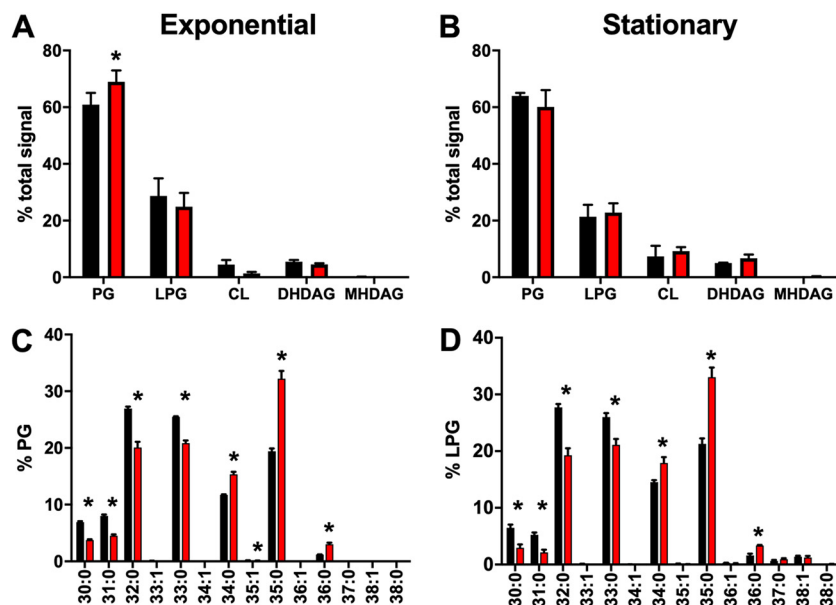 Exponential
Stationary
A
*
80
60
40
20
0
% total signal
PG
LPG
CL
DHDAG
MHDAG
B
80
60
40
20
0
% total signal
PG
LPG
CL
DHDAG
MHDAG
C
40
30
20
10
0
% PG
* * * * * * * *
30:0
31:0
32:0
33:1
33:0
34:1
34:0
35:1
35:0
36:1
36:0
37:0
38:1
38:0
D
40
30
20
10
0
% LPG
* * * * * * *
30:0
31:0
32:0
33:1
33:0
34:1
34:0
35:1
35:0
36:1
36:0
37:0
38:1
38:0